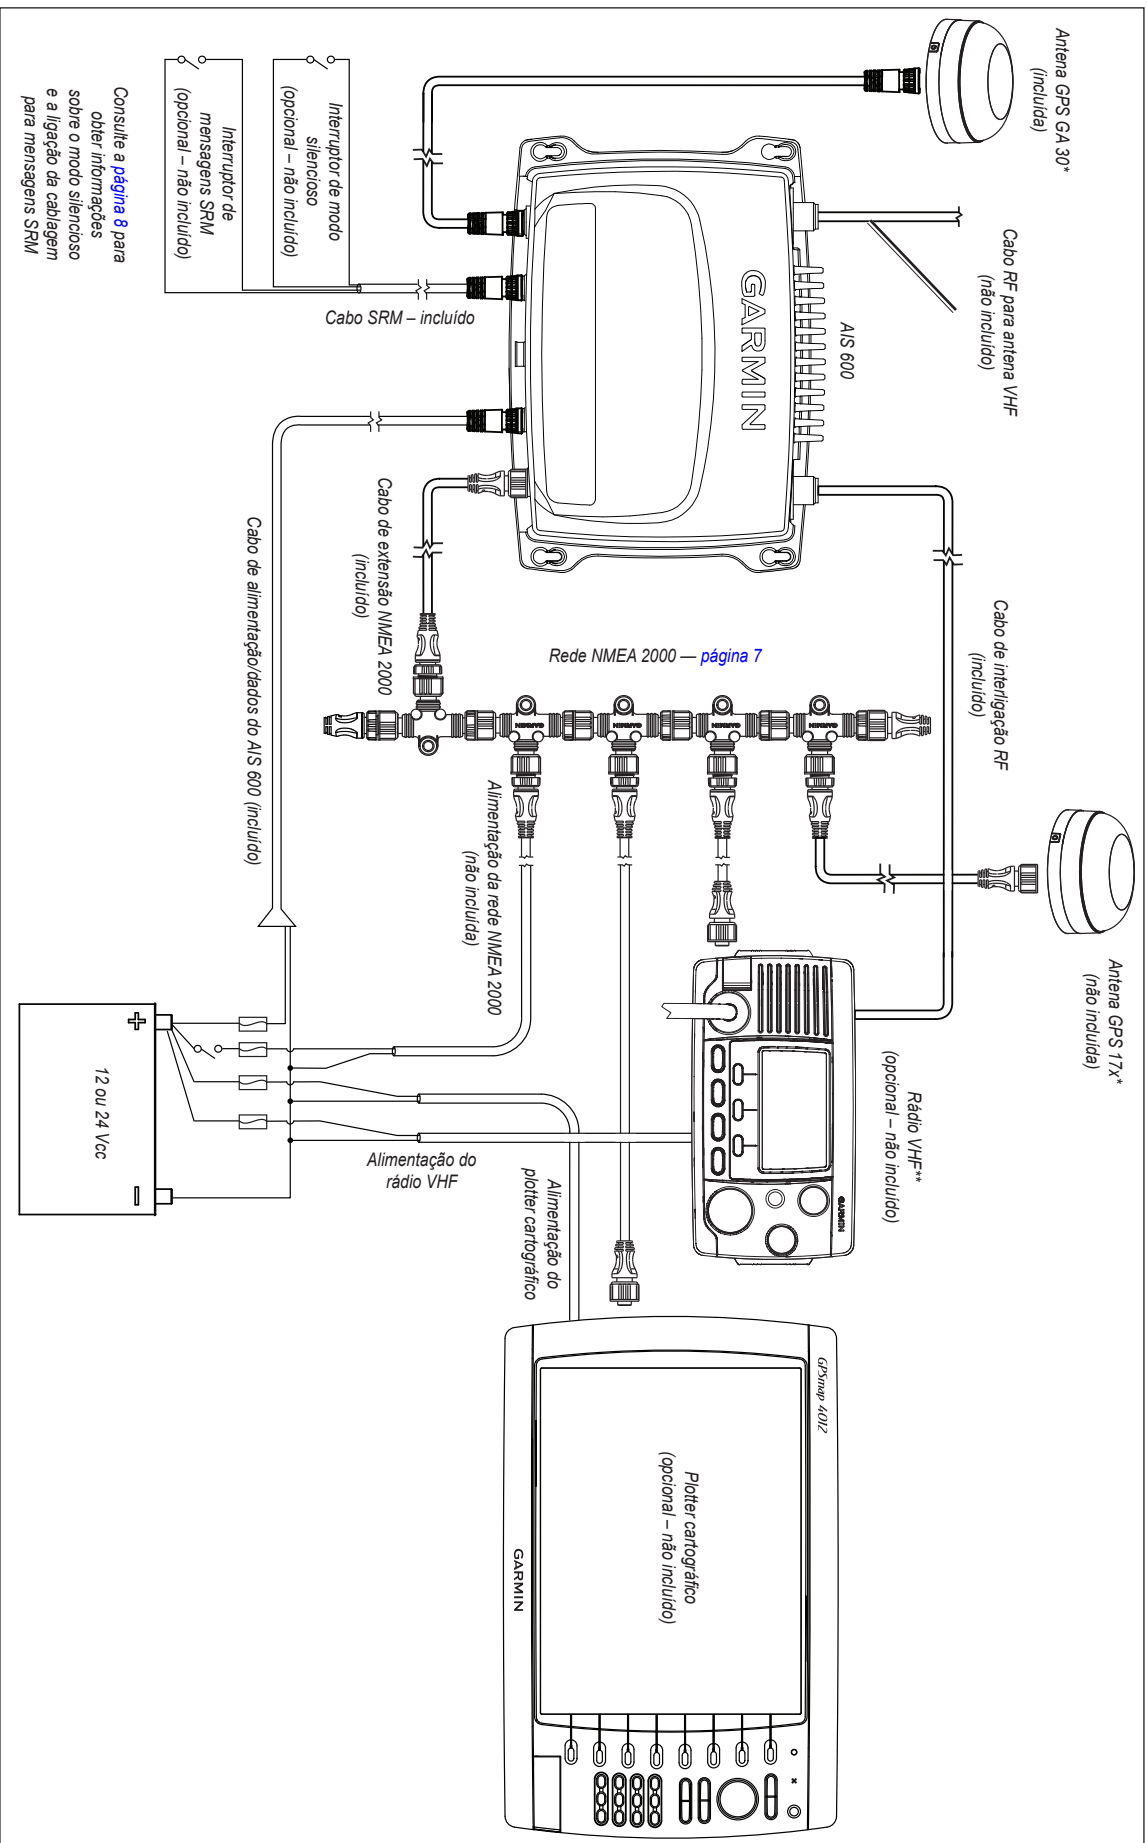 Antena GPS GA 30*
(incluída)
Cabo RF para antena VHF
(não incluído)
AIS 600
GARMIN
Interruptor de modo
silencioso
(opcional – não incluído)
Interruptor de
mensagens SRM
(opcional – não incluído)
Consulte a página 8 para
obter informações
sobre o modo silencioso
e a ligação da cablagem
para mensagens SRM
Cabo SRM – incluído
Cabo de interligação RF
(incluído)
Rede NMEA 2000 — página 7
Cabo de extensão NMEA 2000
(incluído)
Cabo de alimentação/dados do AIS 600 (incluído)
GARMIN
GARMIN
GARMIN
GARMIN
Alimentação da rede NMEA 2000
(não incluída)
Antena GPS 17x*
(não incluída)
Rádio VHF**
(opcional – não incluído)
GARMIN
Alimentação do
rádio VHF
Alimentação do
plotter cartográfico
12 ou 24 Vcc
+
−
GPSmap 4012
Plotter cartográfico
(opcional – não incluído)
GARMIN